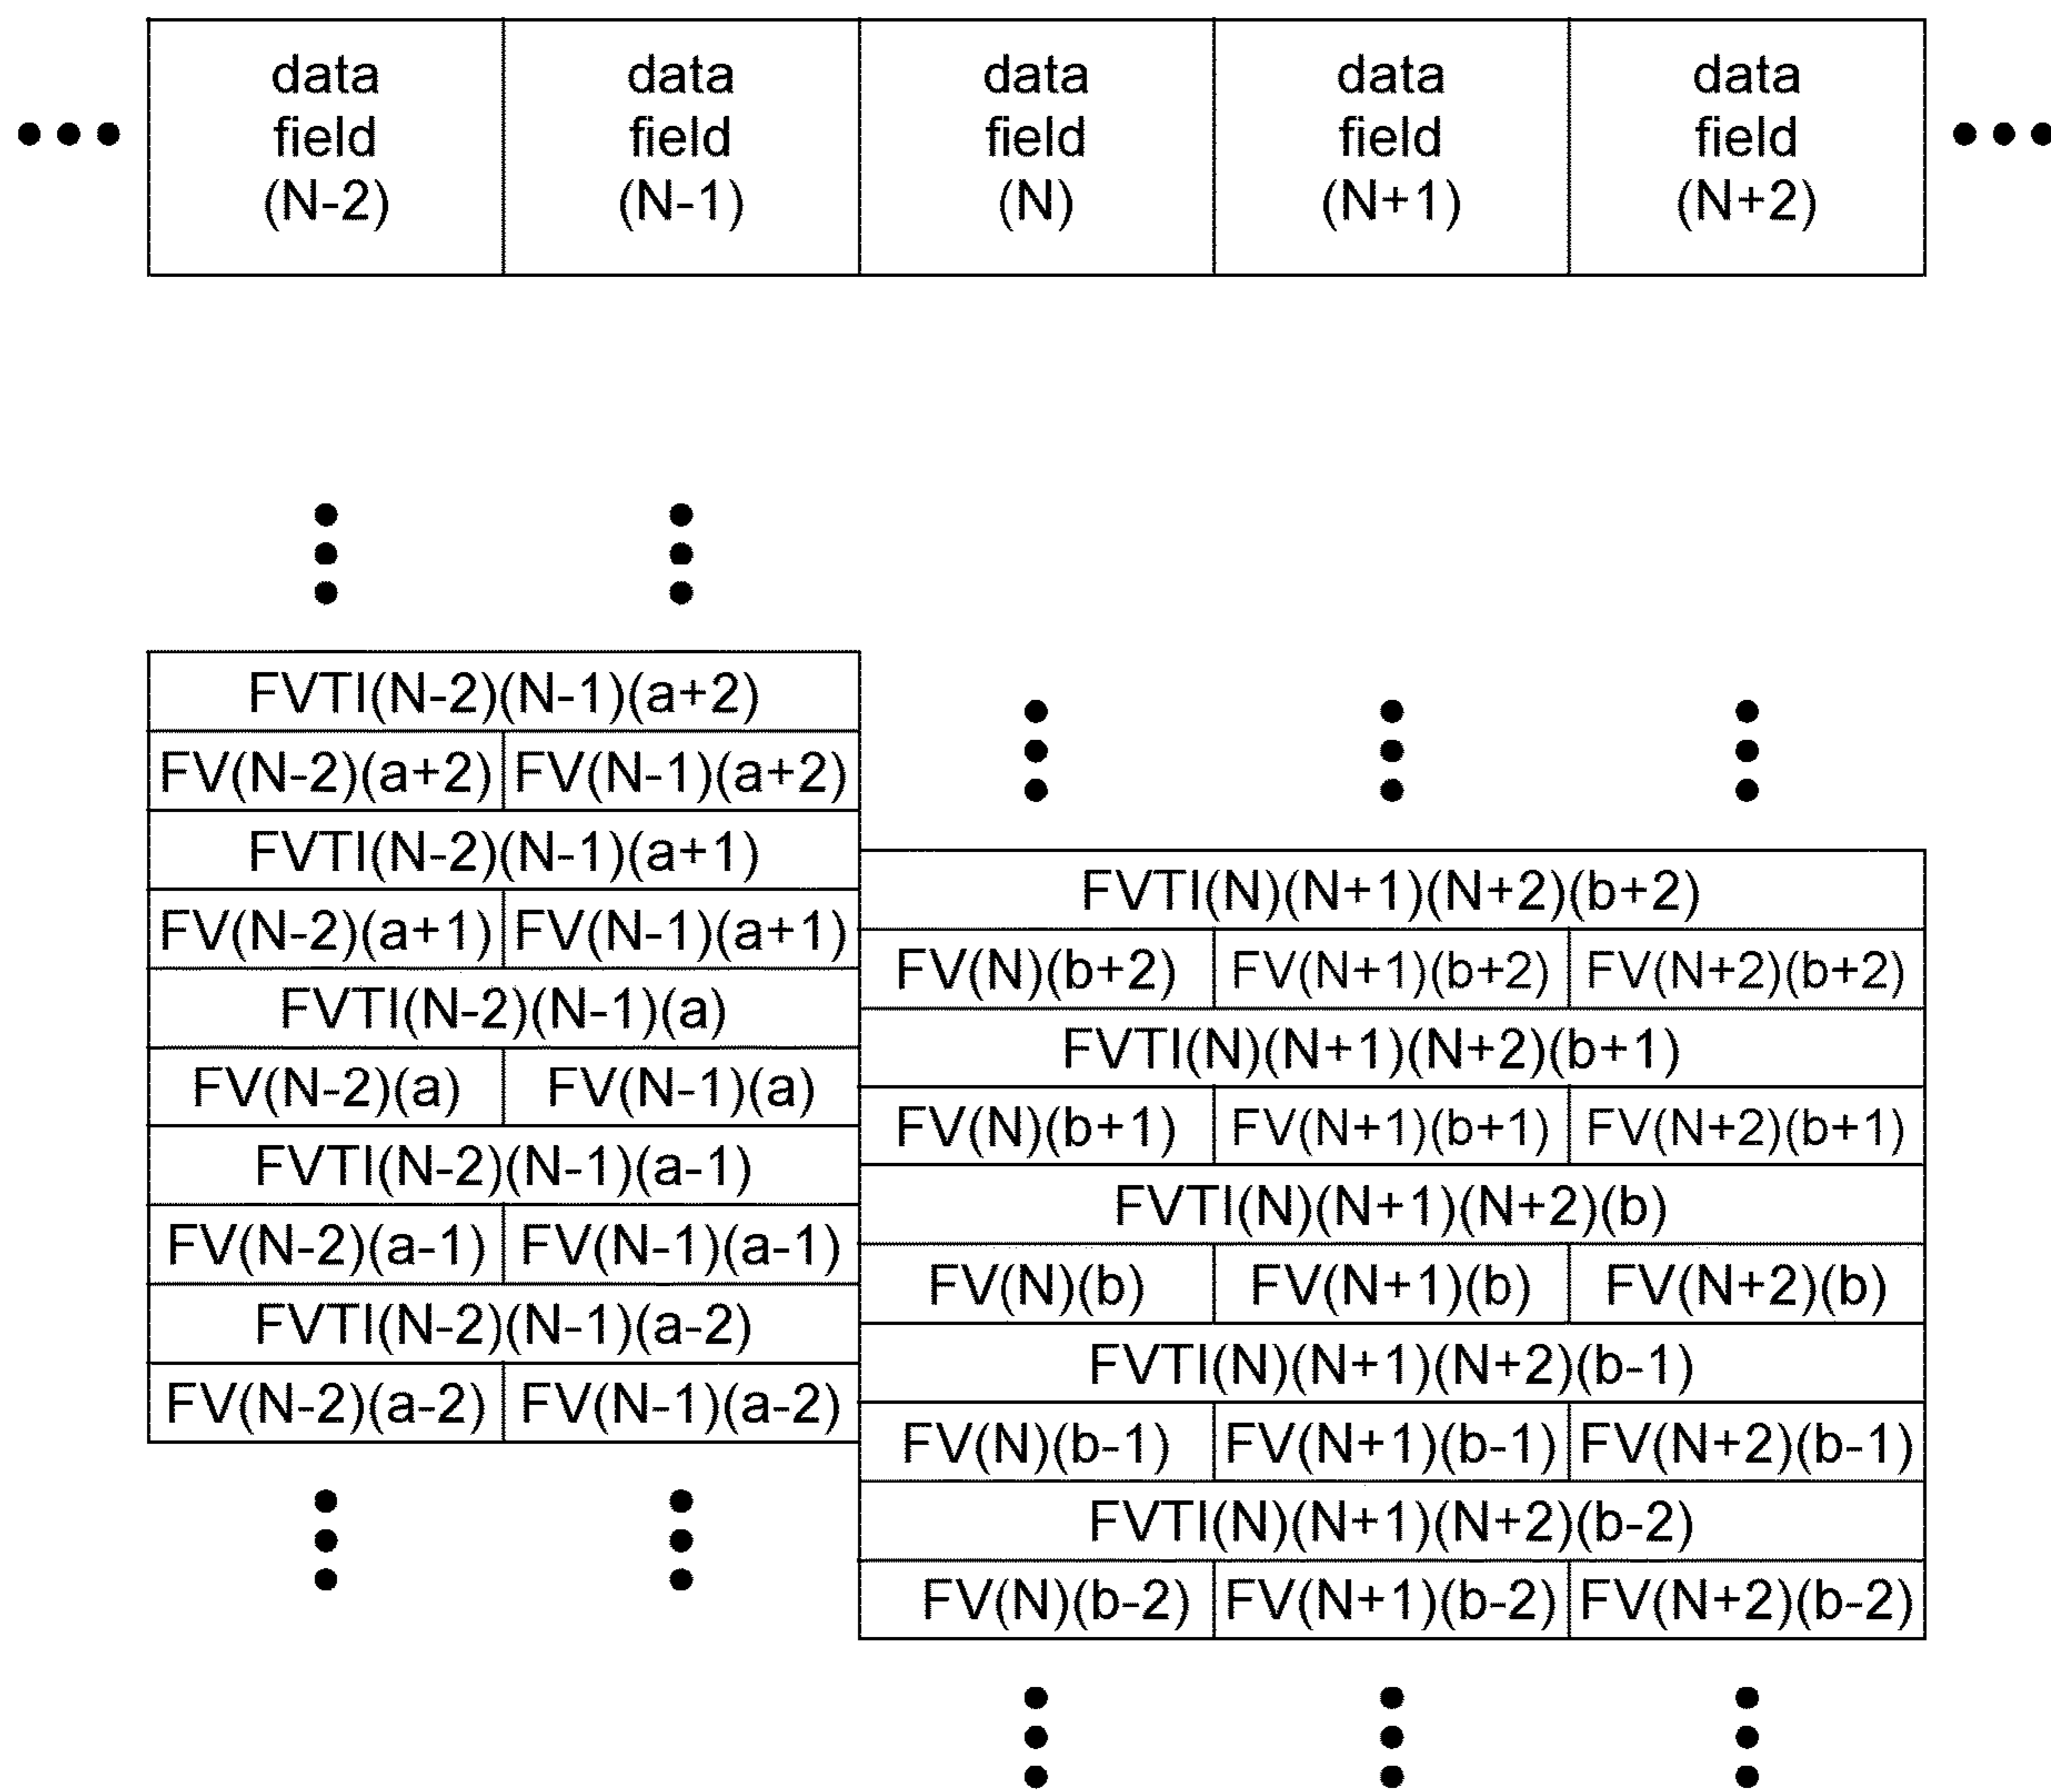 data field (N-2)
data field (N-1)
data field (N)
data field (N+1)
data field (N+2)
FVTI(N-2)(N-1)(a+2)
FV(N-2)(a+2) FV(N-1)(a+2)
FVTI(N-2)(N-1)(a+1)
FV(N-2)(a+1) FV(N-1)(a+1)
FVTI(N-2)(N-1)(a)
FV(N-2)(a) FV(N-1)(a)
FVTI(N-2)(N-1)(a-1)
FV(N-2)(a-1) FV(N-1)(a-1)
FVTI(N-2)(N-1)(a-2)
FV(N-2)(a-2) FV(N-1)(a-2)
FVTI(N)(N+1)(N+2)(b+2)
FV(N)(b+2) FV(N+1)(b+2) FV(N+2)(b+2)
FVTI(N)(N+1)(N+2)(b+1)
FV(N)(b+1) FV(N+1)(b+1) FV(N+2)(b+1)
FVTI(N)(N+1)(N+2)(b)
FV(N)(b) FV(N+1)(b) FV(N+2)(b)
FVTI(N)(N+1)(N+2)(b-1)
FV(N)(b-1) FV(N+1)(b-1) FV(N+2)(b-1)
FVTI(N)(N+1)(N+2)(b-2)
FV(N)(b-2) FV(N+1)(b-2) FV(N+2)(b-2)